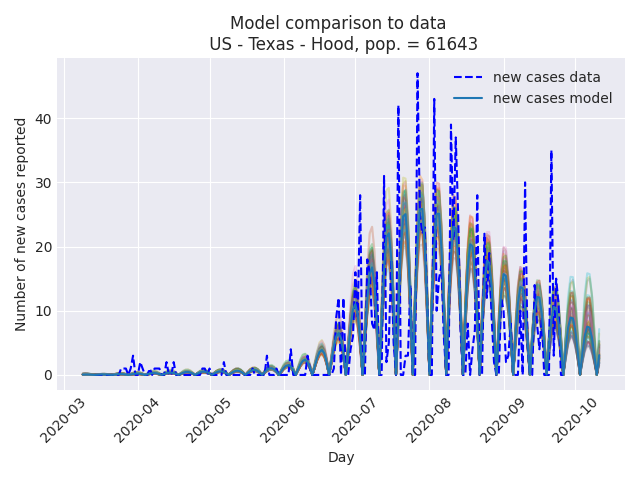 Model comparison to data
US - Texas - Hood, pop. = 61643
new cases data
new cases model
Number of new cases reported
40
30
20
10
0
2020-03
2020-04
2020-05
2020-06
2020-07
2020-08
2020-09
2020-10
Day